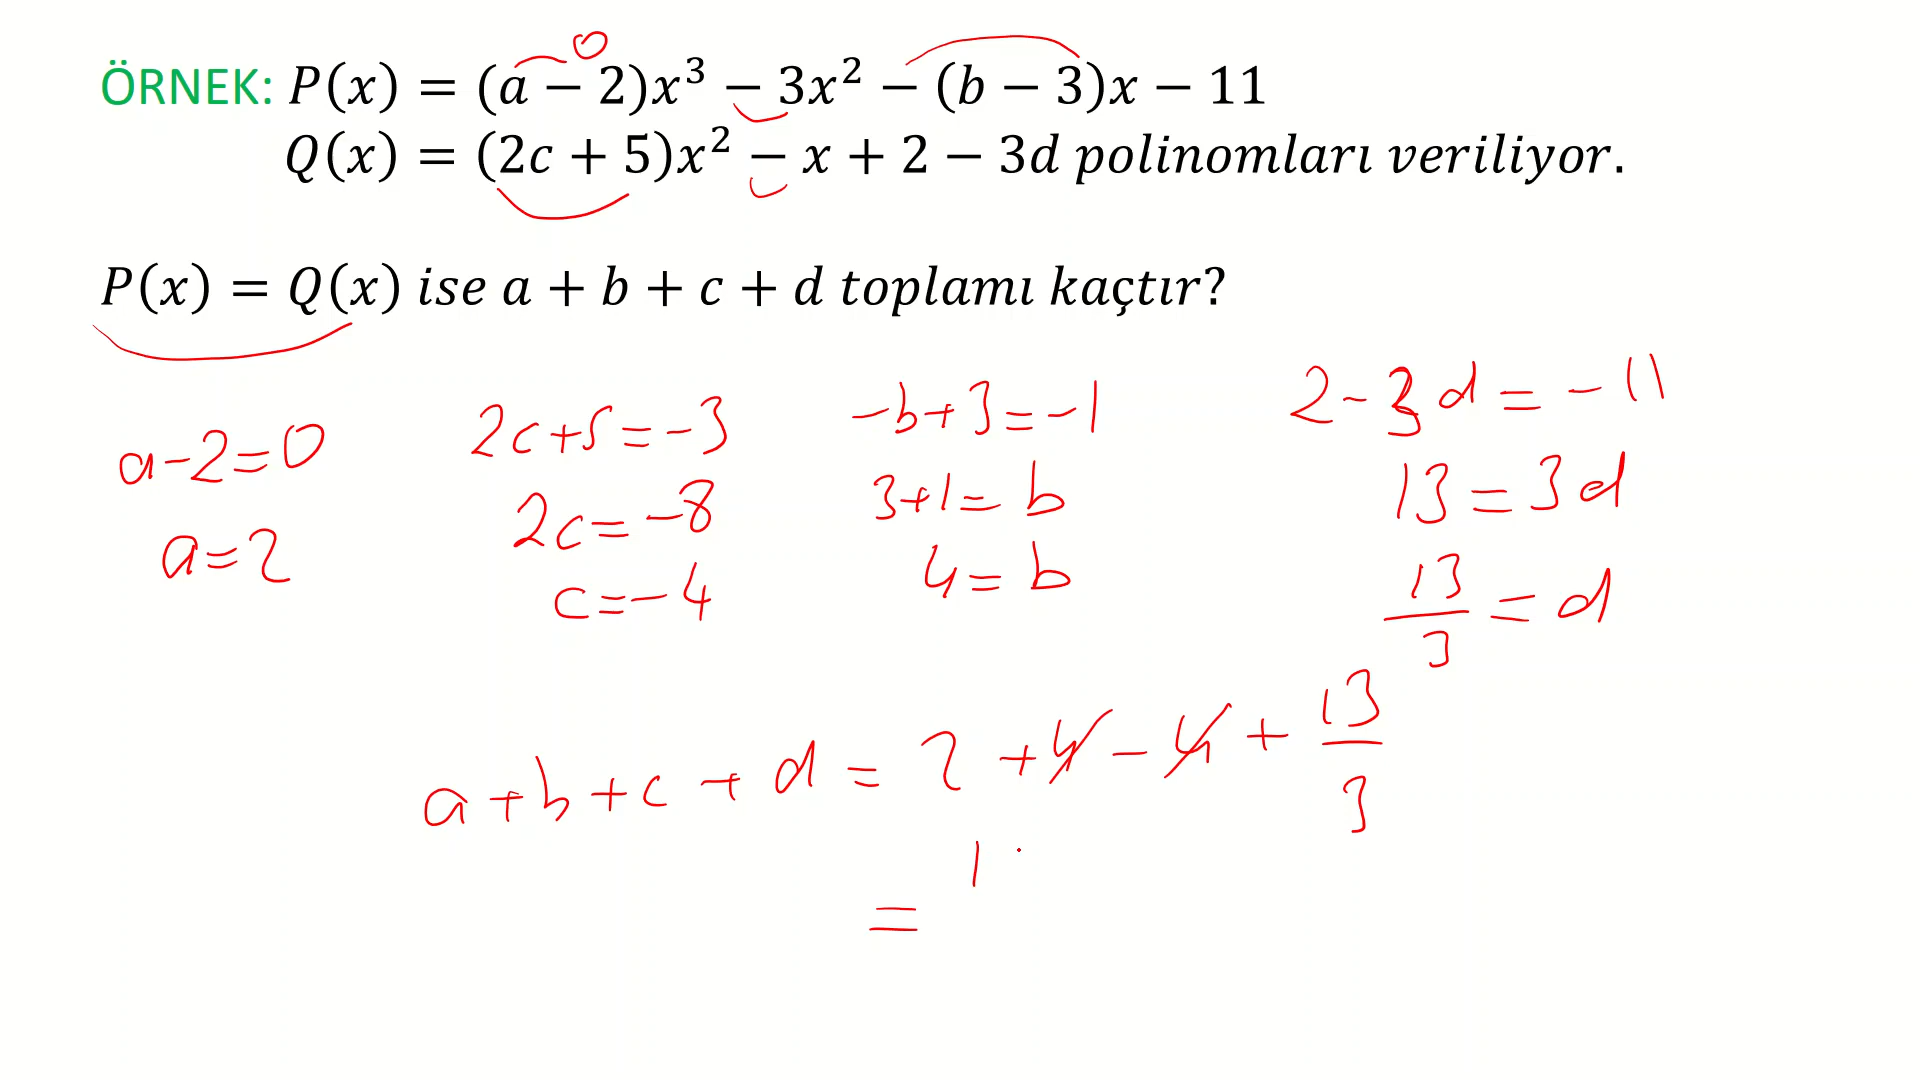 ÖRNEK: P(x) = (a − 2)x³ − 3x² − (b − 3)x − 11
0
Q(x) = (2c + 5)x² − x + 2 − 3d polinomları veriliyor.
P(x) = Q(x) ise a + b + c + d toplamı kaçtır?
a-2=0
a=2
2c+5=-3
2c=-8
c=-4
-b+3=-1
3+1=b
4=b
2-3d=-11
13=3d
13/3=d
a+b+c+d=2+4-4+13/3
= 1